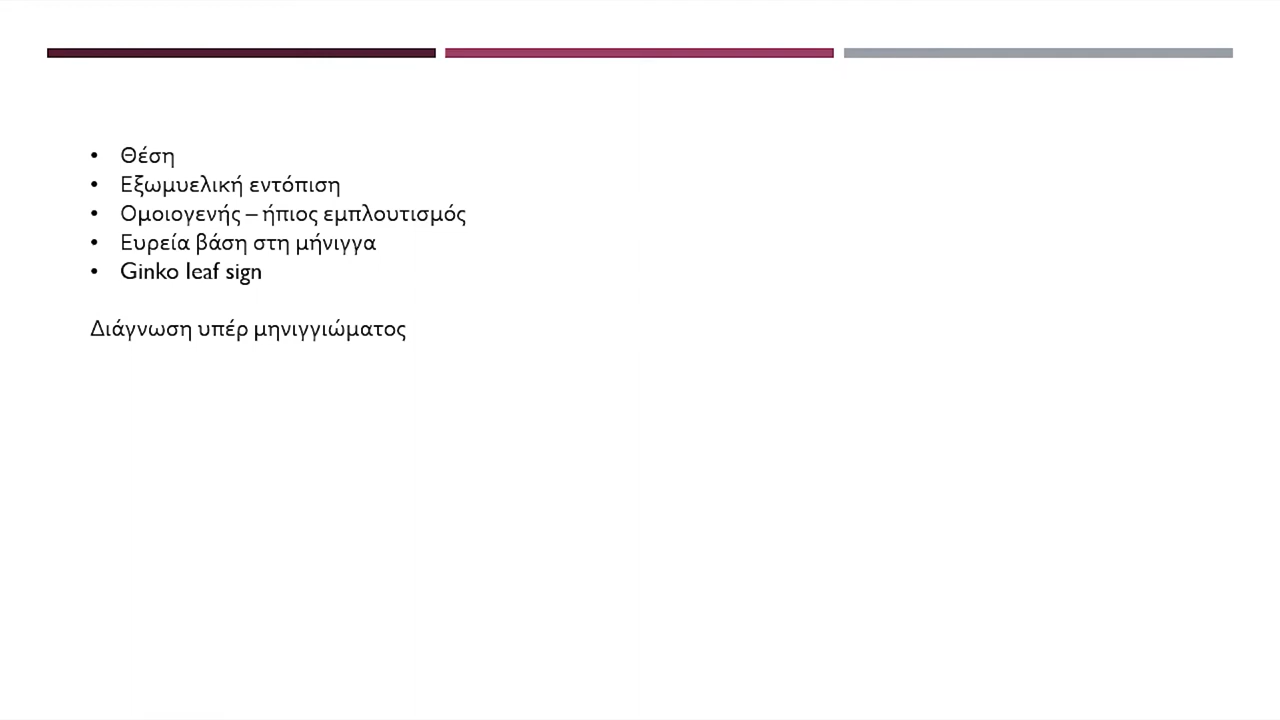 • Θέση
• Εξωμυελική εντόπιση
• Ομοιογενής – ήπιος εμπλουτισμός
• Ευρεία βάση στη μήνιγγα
• Ginko leaf sign
Διάγνωση υπέρ μηνιγγιώματος